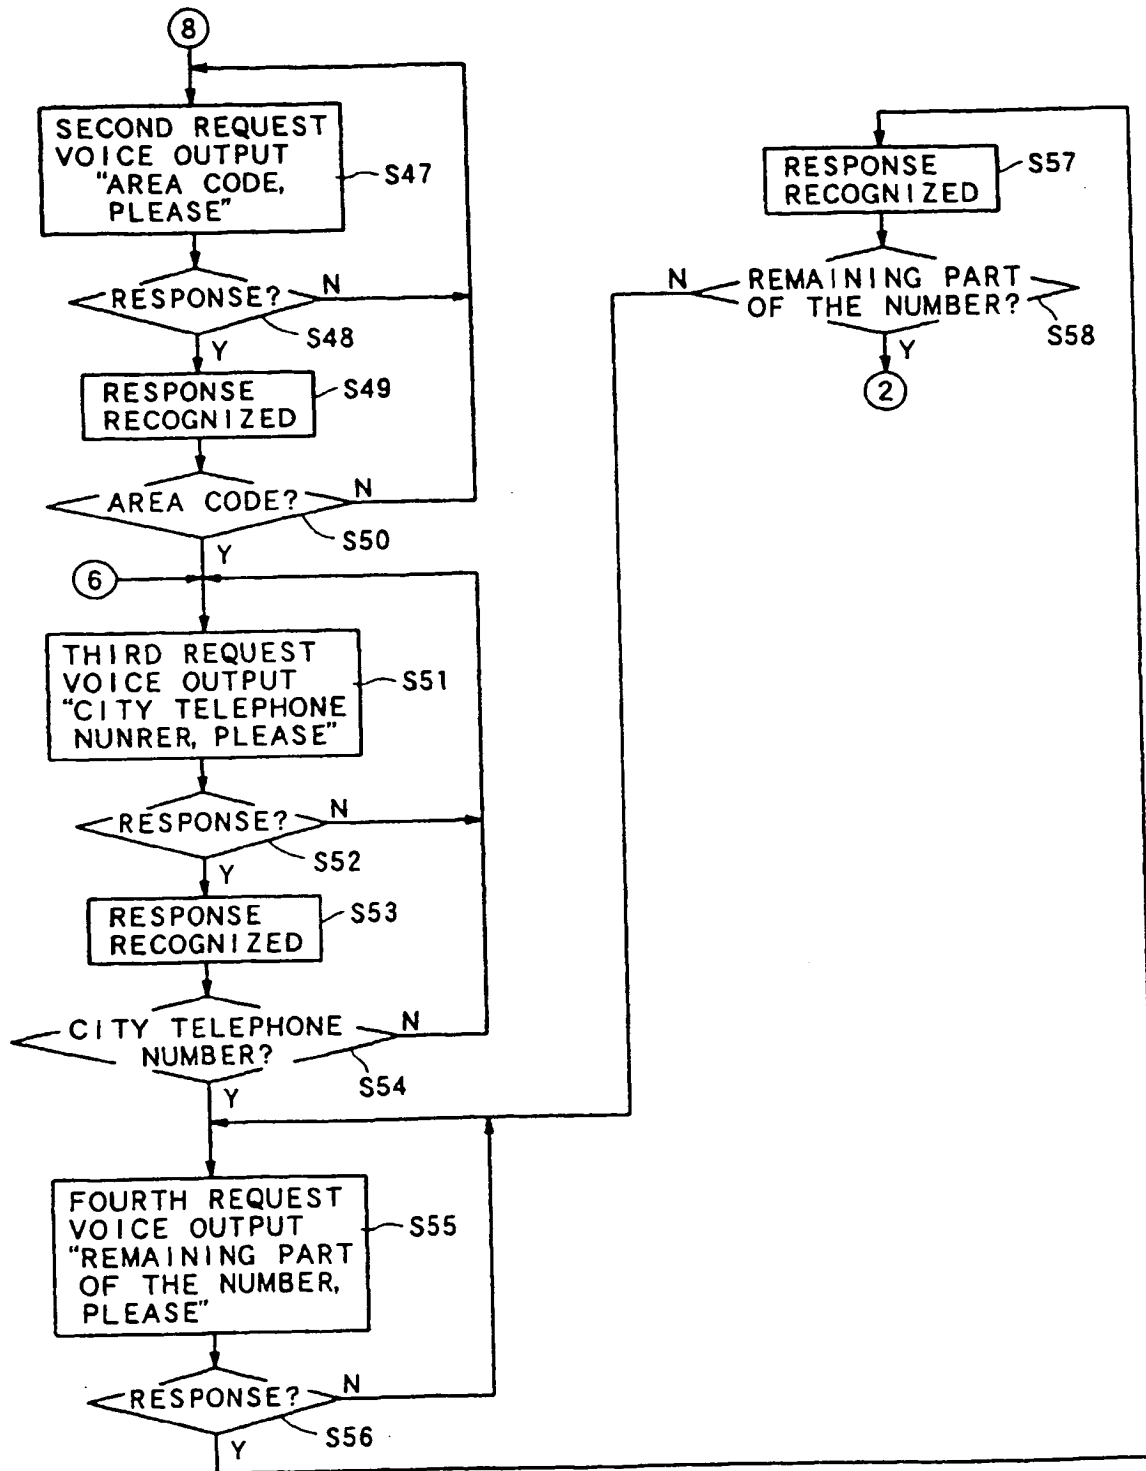 8
SECOND REQUEST
VOICE OUTPUT
"AREA CODE,
PLEASE"
S47
RESPONSE?
N
S48
Y
RESPONSE
RECOGNIZED
S49
AREA CODE?
N
S50
Y
6
THIRD REQUEST
VOICE OUTPUT
"CITY TELEPHONE
NUNRER, PLEASE"
S51
RESPONSE?
N
S52
Y
RESPONSE
RECOGNIZED
S53
CITY TELEPHONE
NUMBER?
N
S54
Y
FOURTH REQUEST
VOICE OUTPUT
"REMAINING PART
OF THE NUMBER,
PLEASE"
S55
RESPONSE?
N
S56
Y
RESPONSE
RECOGNIZED
S57
N
REMAINING PART
OF THE NUMBER?
S58
Y
2